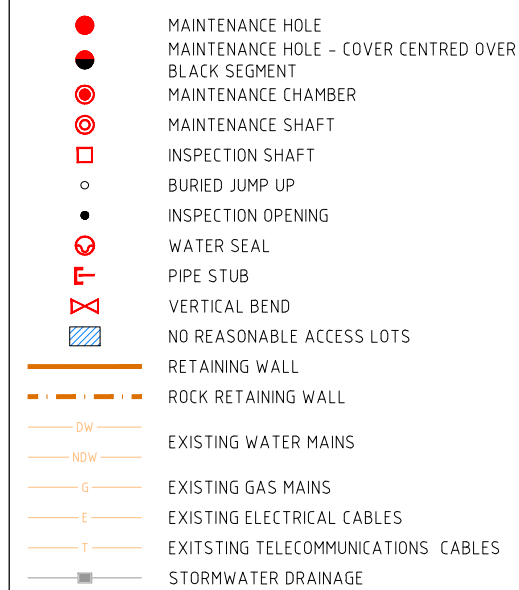 MAINTENANCE HOLE
MAINTENANCE HOLE - COVER CENTRED OVER
BLACK SEGMENT
MAINTENANCE CHAMBER
MAINTENANCE SHAFT
INSPECTION SHAFT
BURIED JUMP UP
INSPECTION OPENING
WATER SEAL
PIPE STUB
VERTICAL BEND
NO REASONABLE ACCESS LOTS
RETAINING WALL
ROCK RETAINING WALL
DW
EXISTING WATER MAINS
NDW
G EXISTING GAS MAINS
E EXISTING ELECTRICAL CABLES
T EXITSTING TELECOMMUNICATIONS CABLES
STORMWATER DRAINAGE